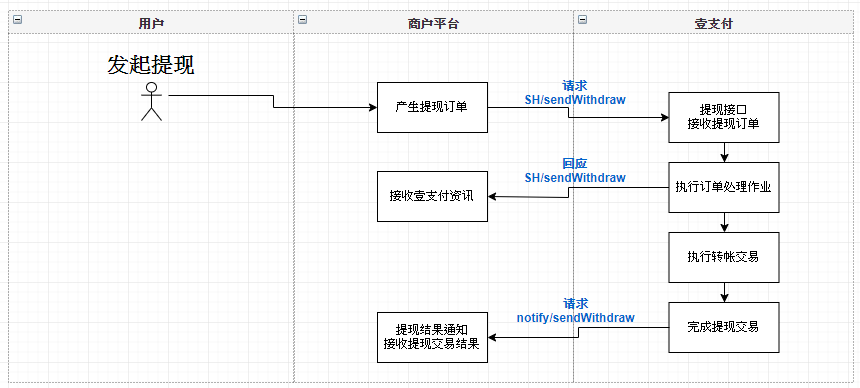 用户
商户平台
壹支付
发起提现
产生提现订单
请求
SH/sendWithdraw
提现接口
接收提现订单
回应
SH/sendWithdraw
接收壹支付资讯
执行订单处理作业
执行转帐交易
请求
notify/sendWithdraw
提现结果通知
接收提现交易结果
完成提现交易